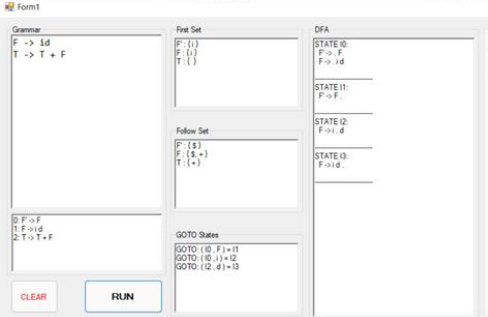 Form1
Grammar
F -> id
T -> T + F
0: F' -> F
1: F -> i d
2: T -> T + F
CLEAR
RUN
First Set
F' : { i }
F : { i }
T : { }
Follow Set
F' : { $ }
F : { $, + }
T : { + }
GOTO States
GOTO: ( I0 , F ) = I1
GOTO: ( I0 , i ) = I2
GOTO: ( I2 , d ) = I3
DFA
STATE I0:
F' -> . F
F -> . i d
STATE I1:
F' -> F .
STATE I2:
F -> i . d
STATE I3:
F -> i d .